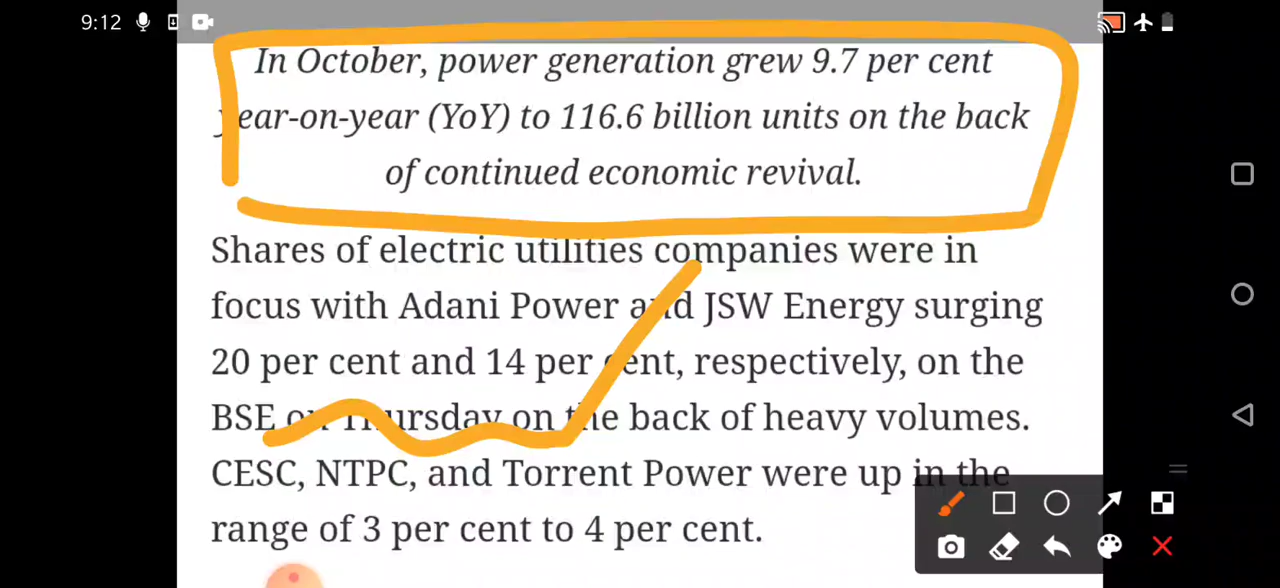 9:12
In October, power generation grew 9.7 per cent
year-on-year (YoY) to 116.6 billion units on the back
of continued economic revival.
Shares of electric utilities companies were in
focus with Adani Power and JSW Energy surging
20 per cent and 14 per cent, respectively, on the
BSE on Thursday on the back of heavy volumes.
CESC, NTPC, and Torrent Power were up in the
range of 3 per cent to 4 per cent.